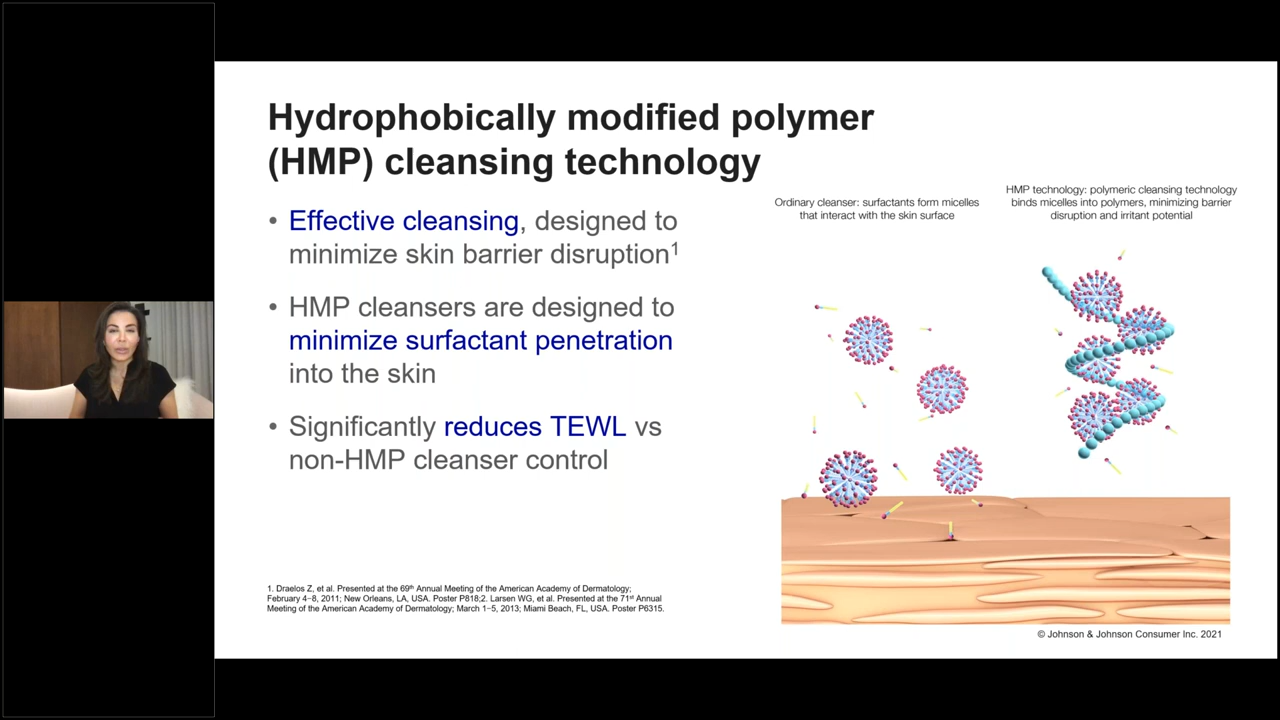 Hydrophobically modified polymer
(HMP) cleansing technology
• Effective cleansing, designed to
minimize skin barrier disruption¹
• HMP cleansers are designed to
minimize surfactant penetration
into the skin
• Significantly reduces TEWL vs
non-HMP cleanser control
Ordinary cleanser: surfactants form micelles
that interact with the skin surface
HMP technology: polymeric cleansing technology
binds micelles into polymers, minimizing barrier
disruption and irritant potential
1. Draelos Z, et al. Presented at the 69th Annual Meeting of the American Academy of Dermatology;
February 4–8, 2011; New Orleans, LA, USA. Poster P818;2. Larsen WG, et al. Presented at the 71st Annual
Meeting of the American Academy of Dermatology; March 1–5, 2013; Miami Beach, FL, USA. Poster P6315.
© Johnson & Johnson Consumer Inc. 2021